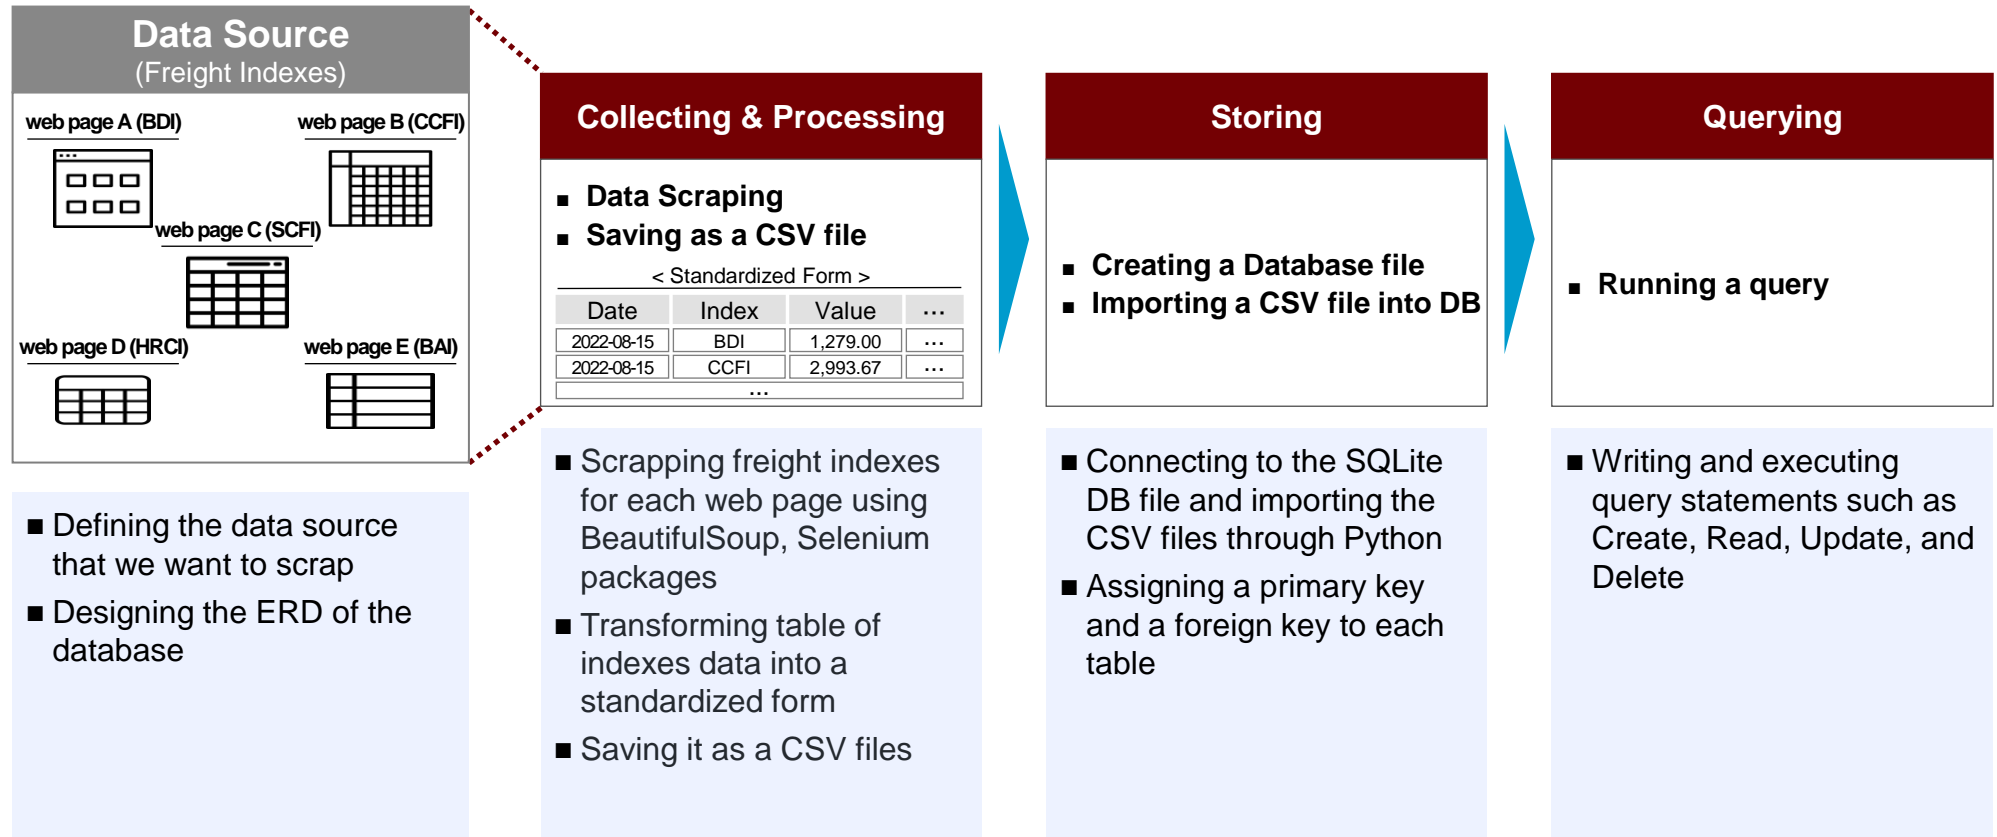 Data Source
(Freight Indexes)
web page A (BDI)
web page B (CCFI)
web page C (SCFI)
web page D (HRCI)
web page E (BAI)
■ Defining the data source
that we want to scrap
■ Designing the ERD of the
database
Collecting & Processing
■ Data Scraping
■ Saving as a CSV file
< Standardized Form >
Date Index Value ...
2022-08-15 BDI 1,279.00 ...
2022-08-15 CCFI 2,993.67 ...
...
■ Scrapping freight indexes
for each web page using
BeautifulSoup, Selenium
packages
■ Transforming table of
indexes data into a
standardized form
■ Saving it as a CSV files
Storing
■ Creating a Database file
■ Importing a CSV file into DB
■ Connecting to the SQLite
DB file and importing the
CSV files through Python
■ Assigning a primary key
and a foreign key to each
table
Querying
■ Running a query
■ Writing and executing
query statements such as
Create, Read, Update, and
Delete